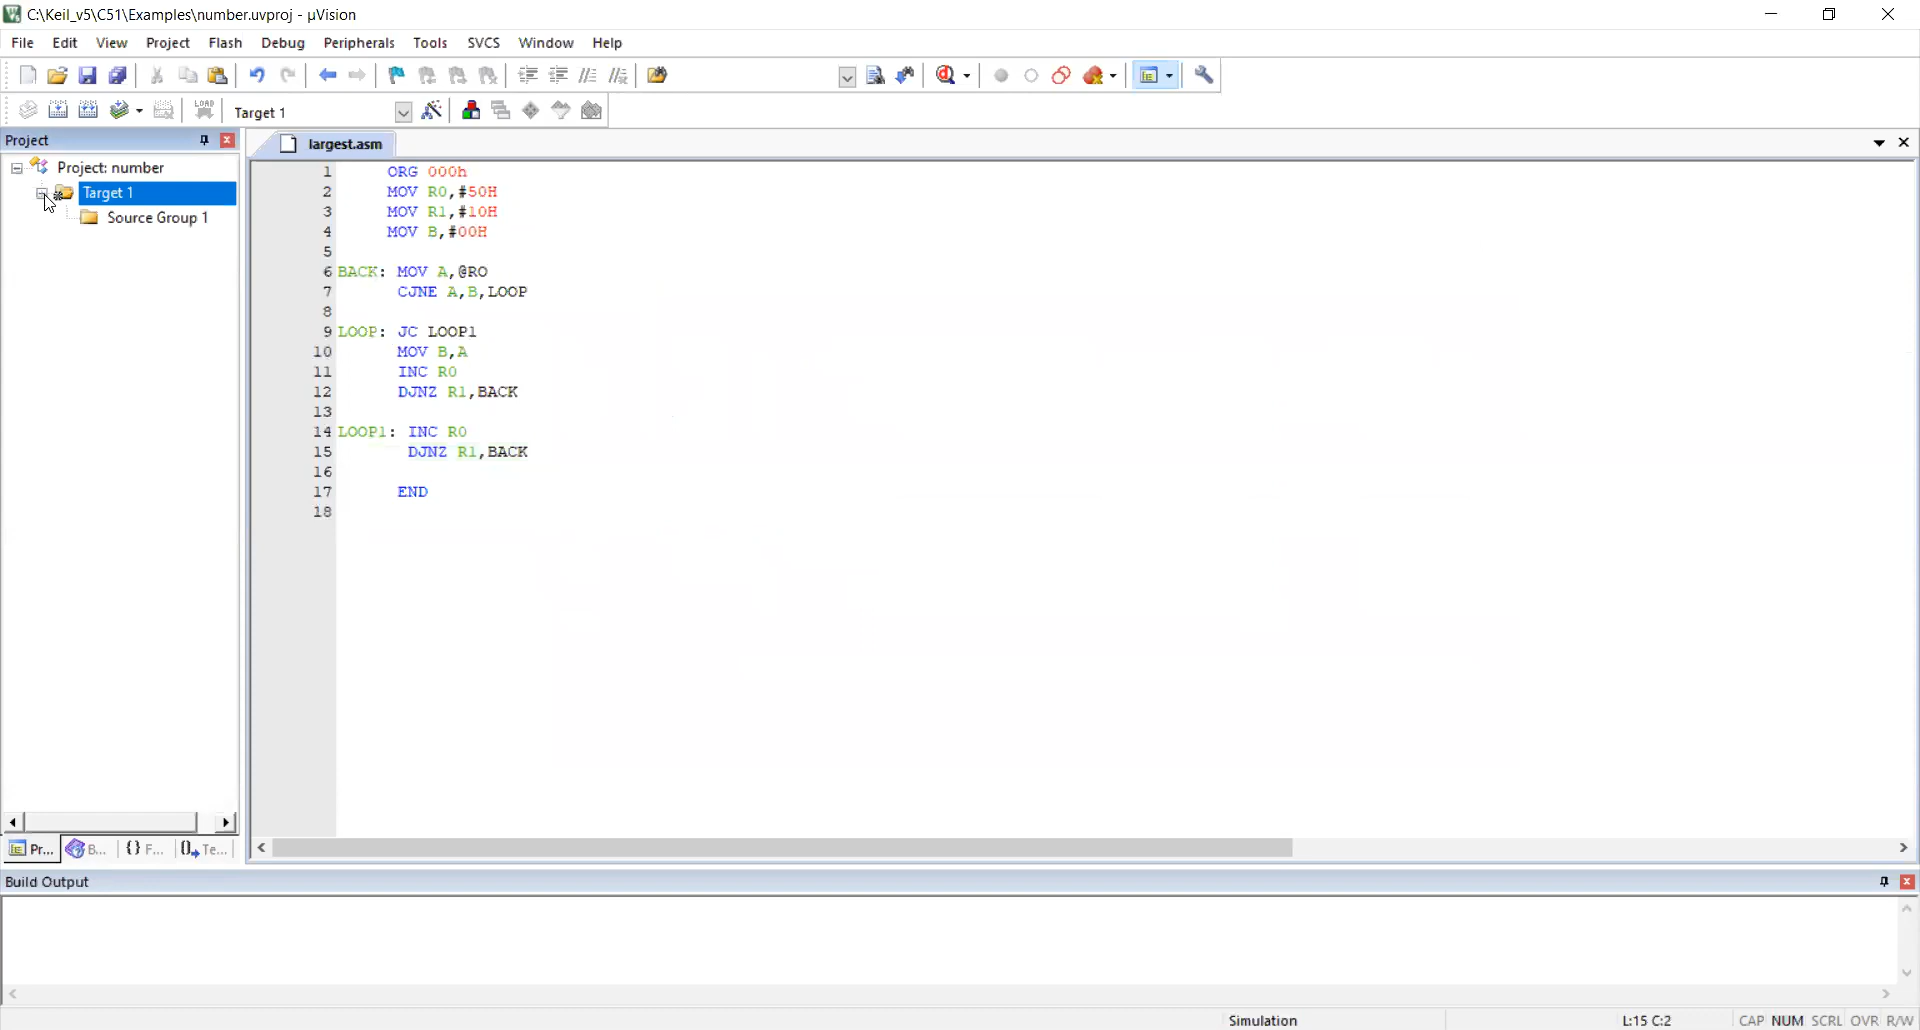 C:\Keil_v5\C51\Examples\number.uvproj - µVision
File Edit View Project Flash Debug Peripherals Tools SVCS Window Help
LOAD Target 1
Project
largest.asm
Project: number
Target 1
Source Group 1
1 ORG 000h
2 MOV R0,#50H
3 MOV R1,#10H
4 MOV B,#00H
5
6 BACK: MOV A,@RO
7 CJNE A,B,LOOP
8
9 LOOP: JC LOOP1
10 MOV B,A
11 INC R0
12 DJNZ R1,BACK
13
14 LOOP1: INC R0
15 DJNZ R1,BACK
16
17 END
18
Pr... B... {} F... 0 Te...
Build Output
Simulation L:15 C:2 CAP NUM SCRL OVR R/W